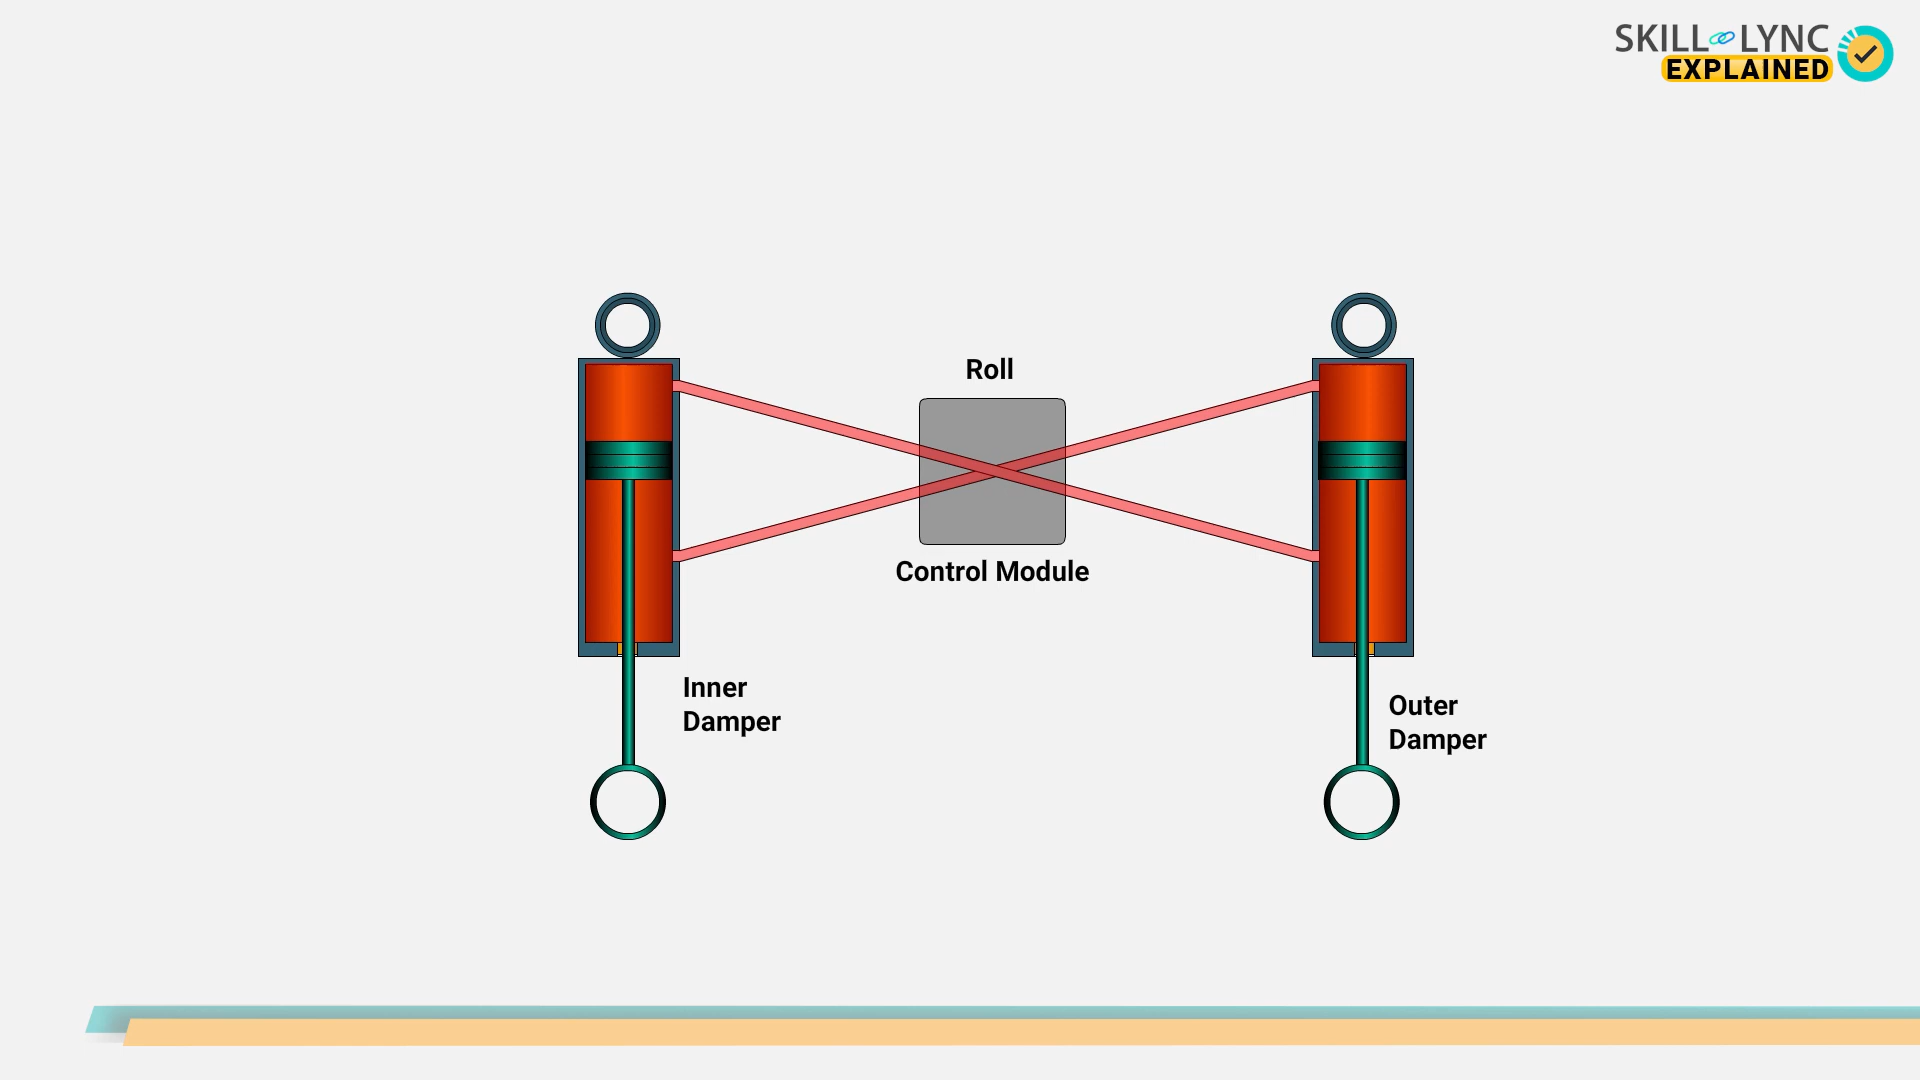 SKILL LYNC
EXPLAINED
Roll
Control Module
Inner
Damper
Outer
Damper